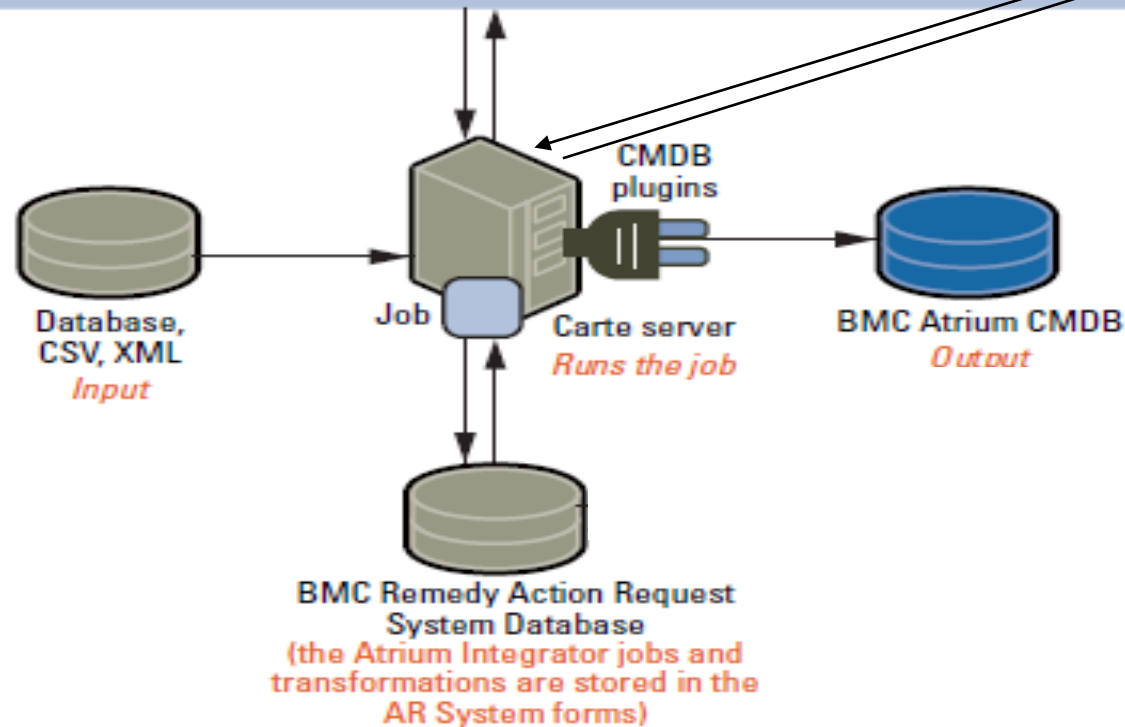 CMDB
plugins
Database,
CSV, XML
Input
Job
Carte server
Runs the job
BMC Atrium CMDB
Output
BMC Remedy Action Request
System Database
(the Atrium Integrator jobs and
transformations are stored in the
AR System forms)